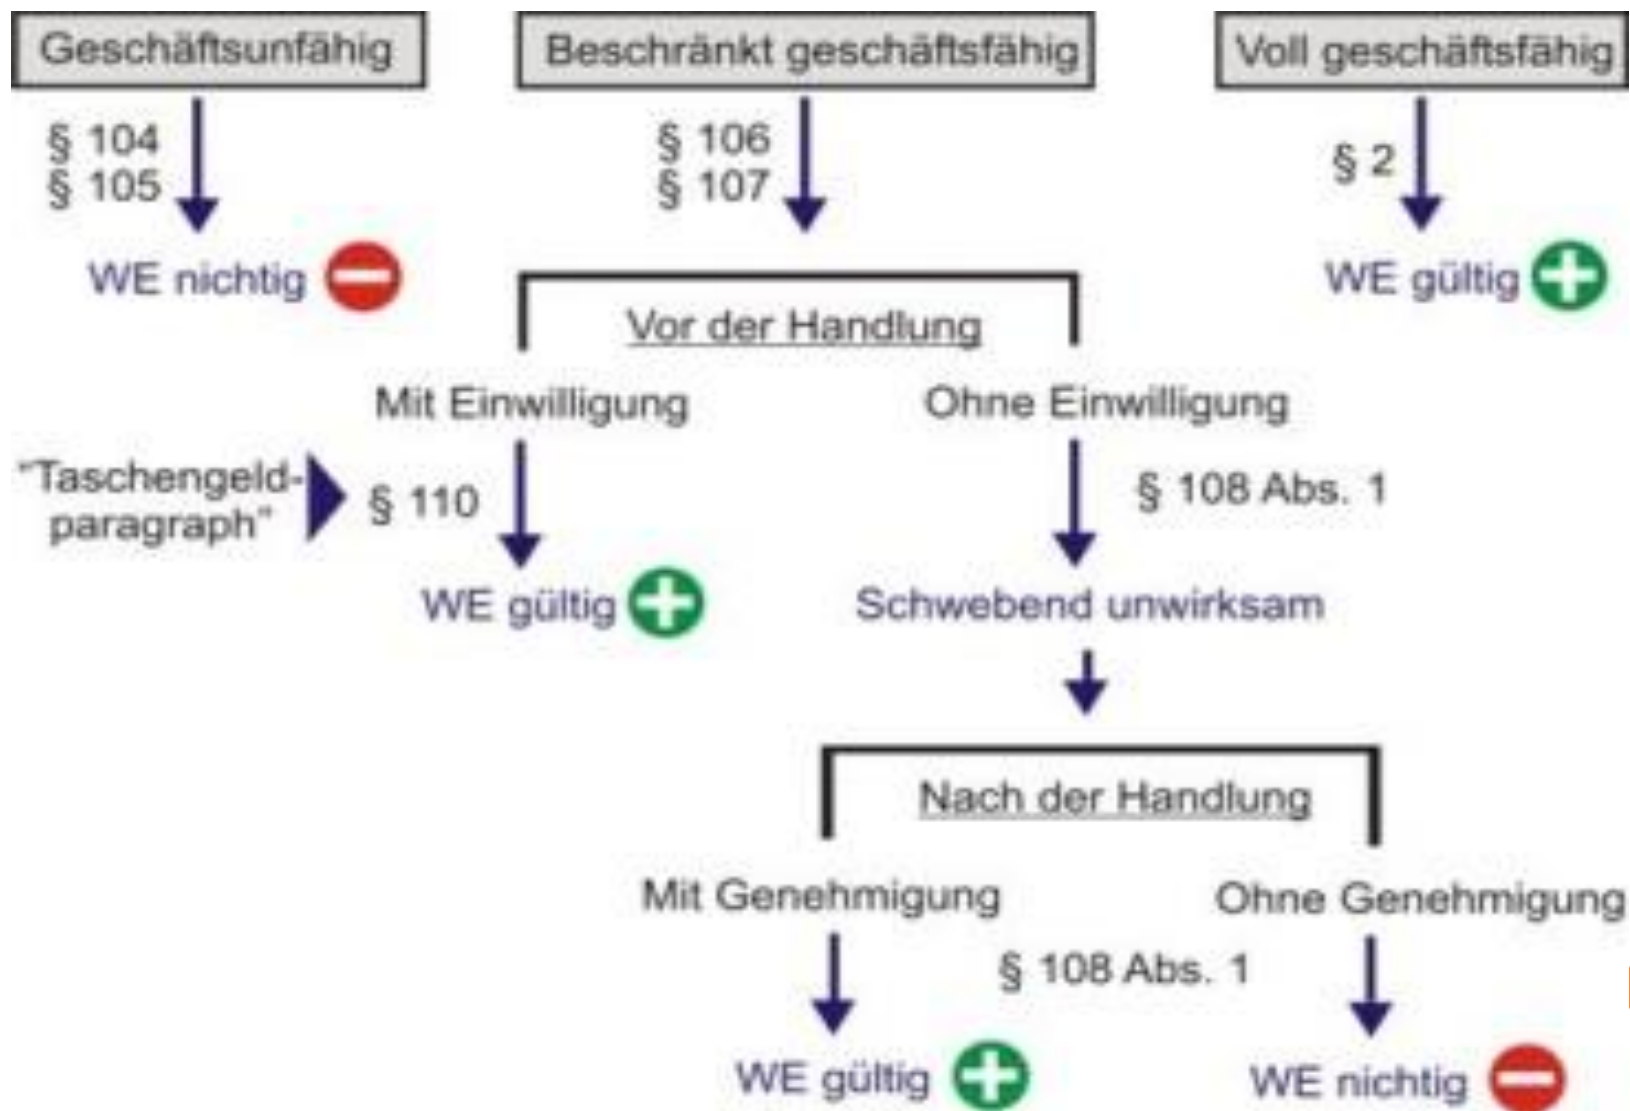 Geschäftsunfähig
Beschränkt geschäftsfähig
Voll geschäftsfähig
§ 104
§ 105
§ 106
§ 107
§ 2
WE nichtig
WE gültig
Vor der Handlung
Mit Einwilligung
Ohne Einwilligung
"Taschengeld-
paragraph"
§ 110
§ 108 Abs. 1
WE gültig
Schwebend unwirksam
Nach der Handlung
Mit Genehmigung
Ohne Genehmigung
§ 108 Abs. 1
WE gültig
WE nichtig